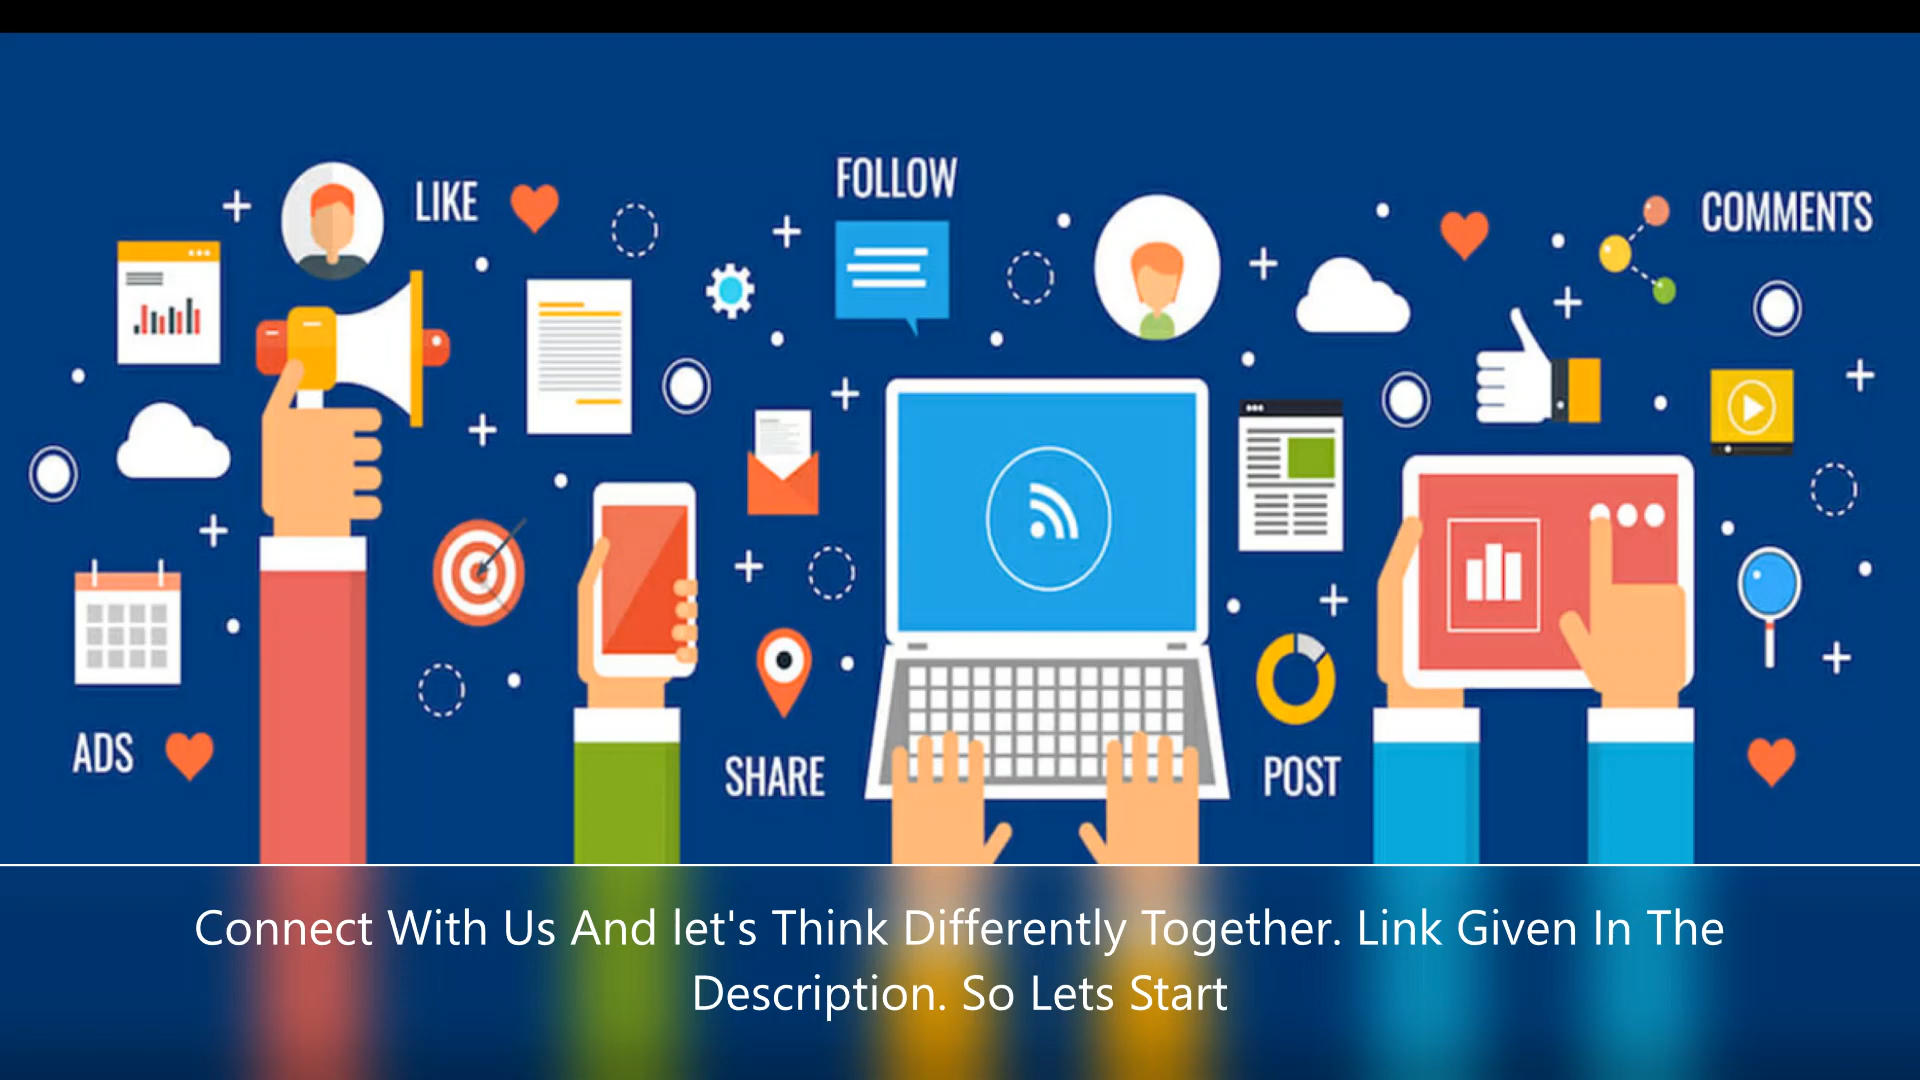 LIKE
FOLLOW
COMMENTS
ADS
SHARE
POST
Connect With Us And let's Think Differently Together. Link Given In The
Description. So Lets Start